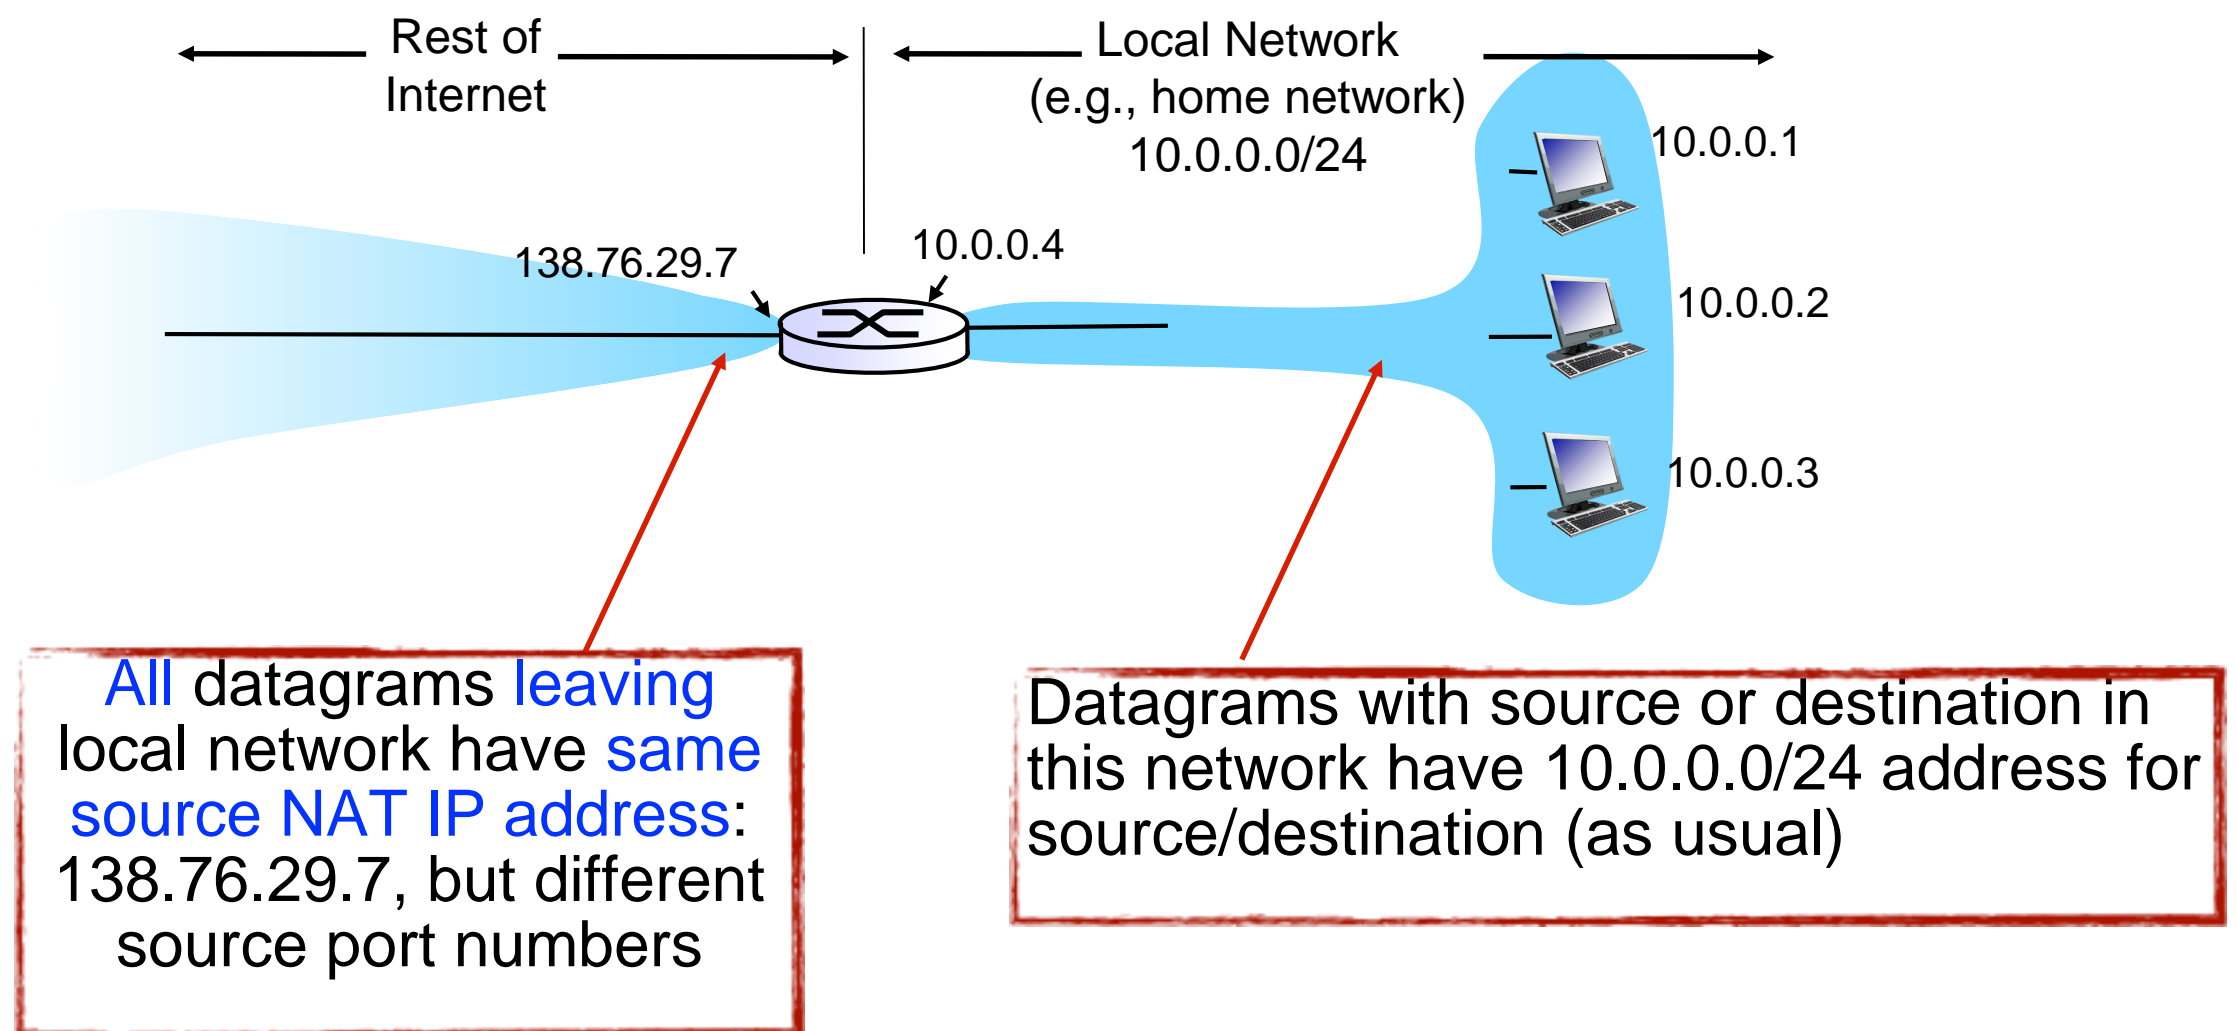 Rest of
Internet
Local Network
(e.g., home network)
10.0.0.0/24
10.0.0.1
138.76.29.7
10.0.0.4
10.0.0.2
10.0.0.3
All datagrams leaving
local network have same
source NAT IP address:
138.76.29.7, but different
source port numbers
Datagrams with source or destination in
this network have 10.0.0.0/24 address for
source/destination (as usual)